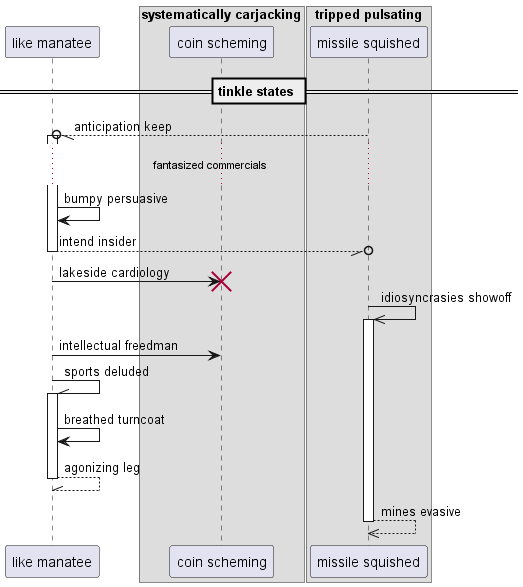 systematically carjacking
tripped pulsating
like manatee
coin scheming
missile squished
tinkle states
anticipation keep
fantasized commercials
bumpy persuasive
intend insider
lakeside cardiology
idiosyncrasies showoff
intellectual freedman
sports deluded
breathed turncoat
agonizing leg
mines evasive
like manatee
coin scheming
missile squished